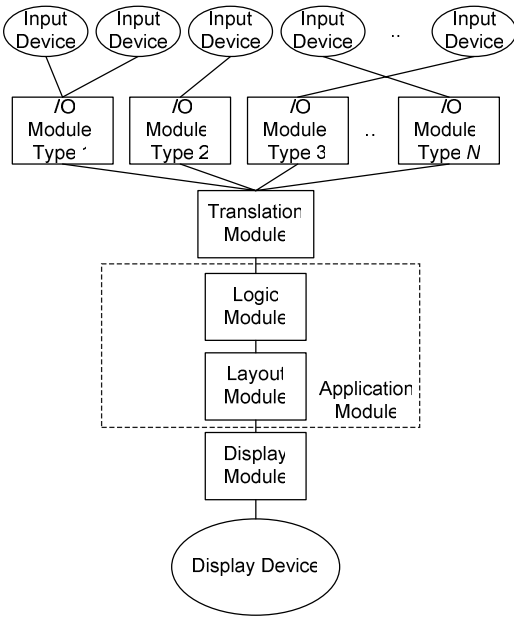 Input
Device
Input
Device
Input
Device
Input
Device
..
Input
Device
I/O
Module
Type 1
I/O
Module
Type 2
I/O
Module
Type 3
..
I/O
Module
Type N
Translation
Module
Logic
Module
Layout
Module
Application
Module
Display
Module
Display Device